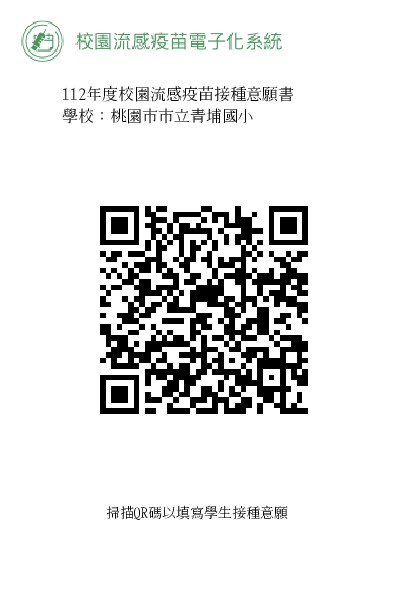 校園流感疫苗電子化系統
112年度校園流感疫苗接種意願書
學校：桃園市市立青埔國小
掃描QR碼以填寫學生接種意願